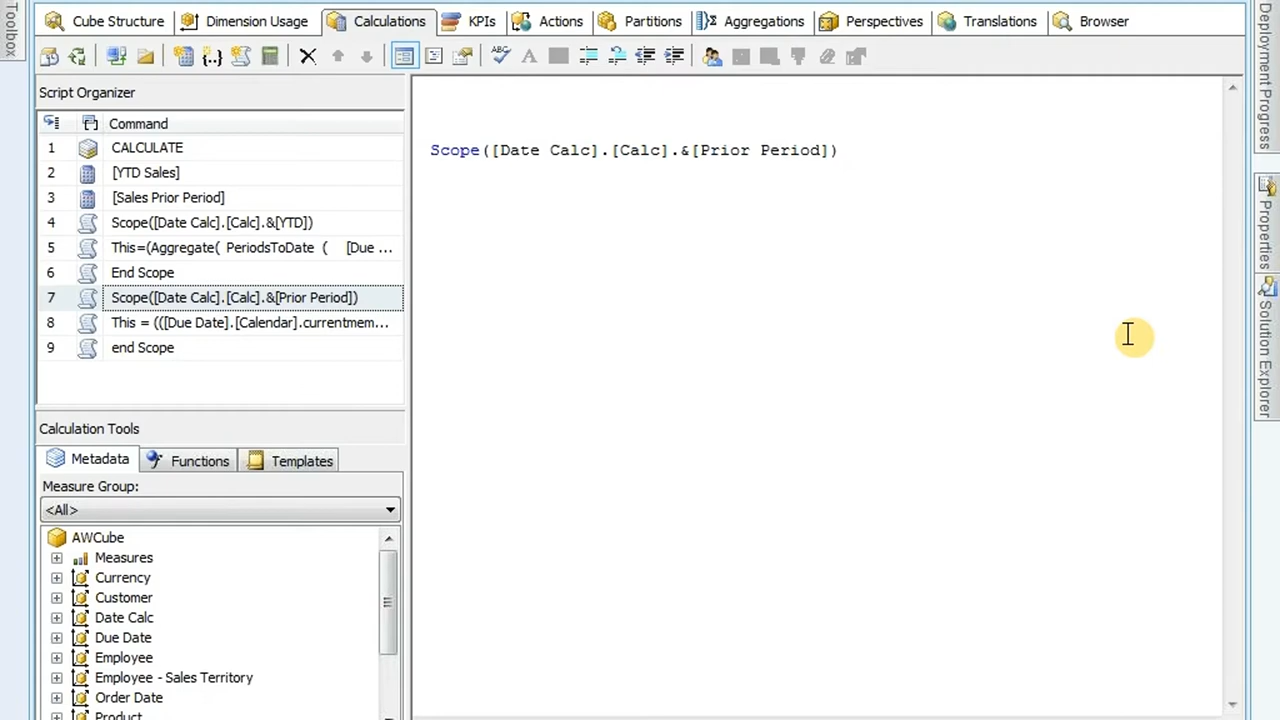 Toolbox
Cube Structure
Dimension Usage
Calculations
KPIs
Actions
Partitions
Aggregations
Perspectives
Translations
Browser
Script Organizer
Command
1 CALCULATE
2 [YTD Sales]
3 [Sales Prior Period]
4 Scope([Date Calc].[Calc].&[YTD])
5 This=(Aggregate( PeriodsToDate ( [Due ...
6 End Scope
7 Scope([Date Calc].[Calc].&[Prior Period])
8 This = (([Due Date].[Calendar].currentmem...
9 end Scope
Scope([Date Calc].[Calc].&[Prior Period])
Calculation Tools
Metadata
Functions
Templates
Measure Group:
<All>
AWCube
Measures
Currency
Customer
Date Calc
Due Date
Employee
Employee - Sales Territory
Order Date
Product
Deployment Progress
Properties
Solution Explorer